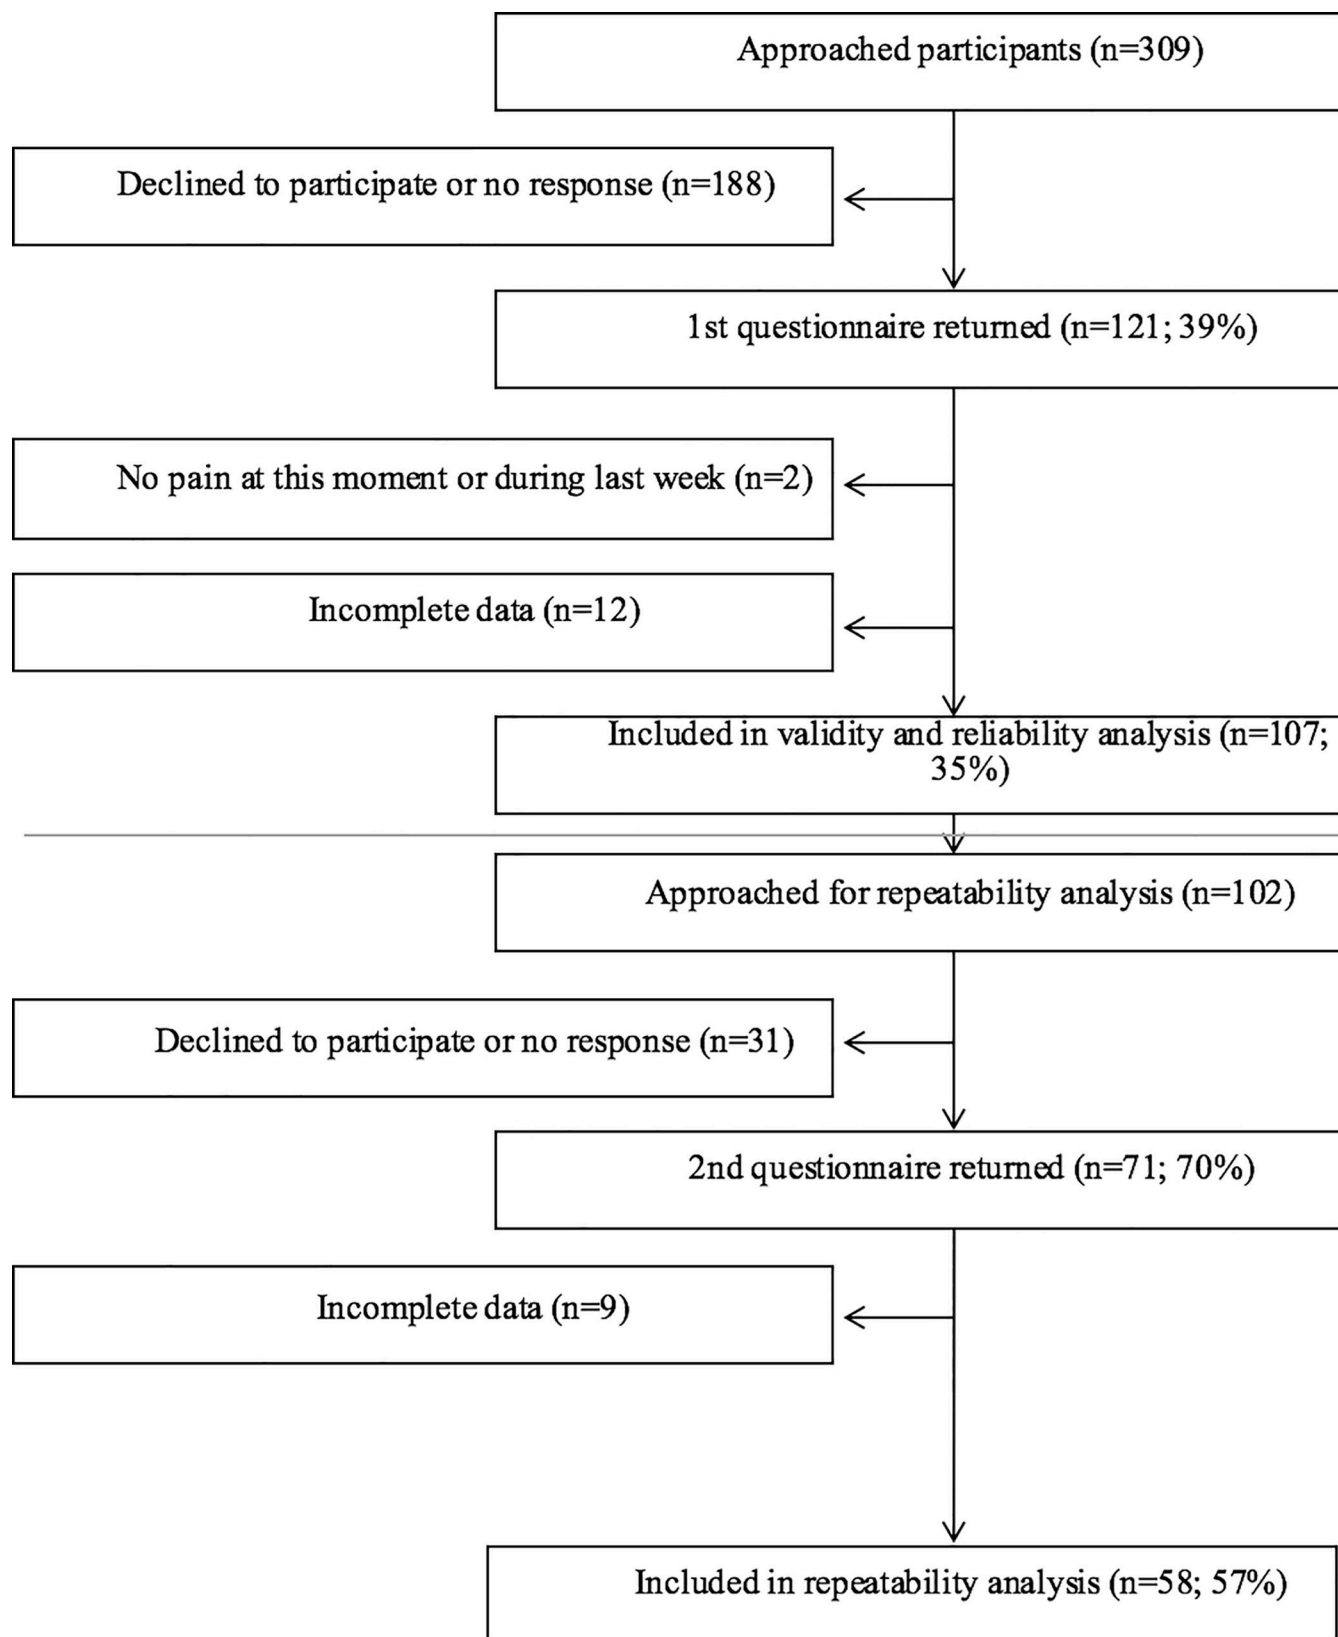 Approached participants (n=309)
Declined to participate or no response (n=188)
1st questionnaire returned (n=121; 39%)
No pain at this moment or during last week (n=2)
Incomplete data (n=12)
Included in validity and reliability analysis (n=107;
35%)
Approached for repeatability analysis (n=102)
Declined to participate or no response (n=31)
2nd questionnaire returned (n=71; 70%)
Incomplete data (n=9)
Included in repeatability analysis (n=58; 57%)